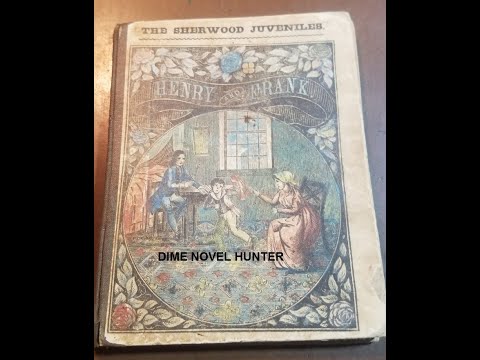 THE SHERWOOD JUVENILES.
HENRY AND FRANK
DIME NOVEL HUNTER